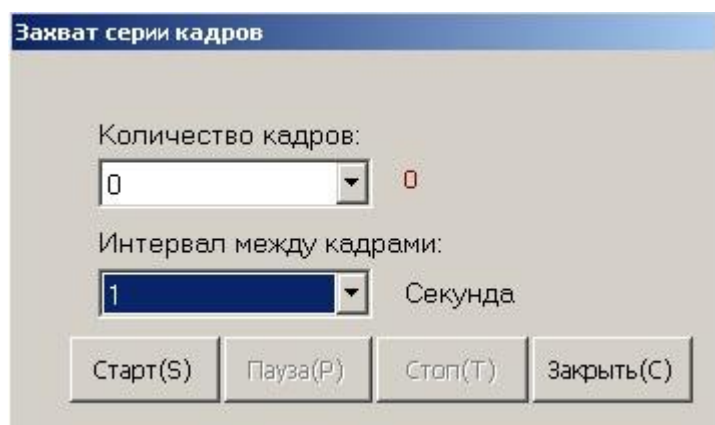 Захват серии кадров
Количество кадров:
0 0
Интервал между кадрами:
1 Секунда
Старт(S) Пауза(P) Стоп(T) Закрыть(C)